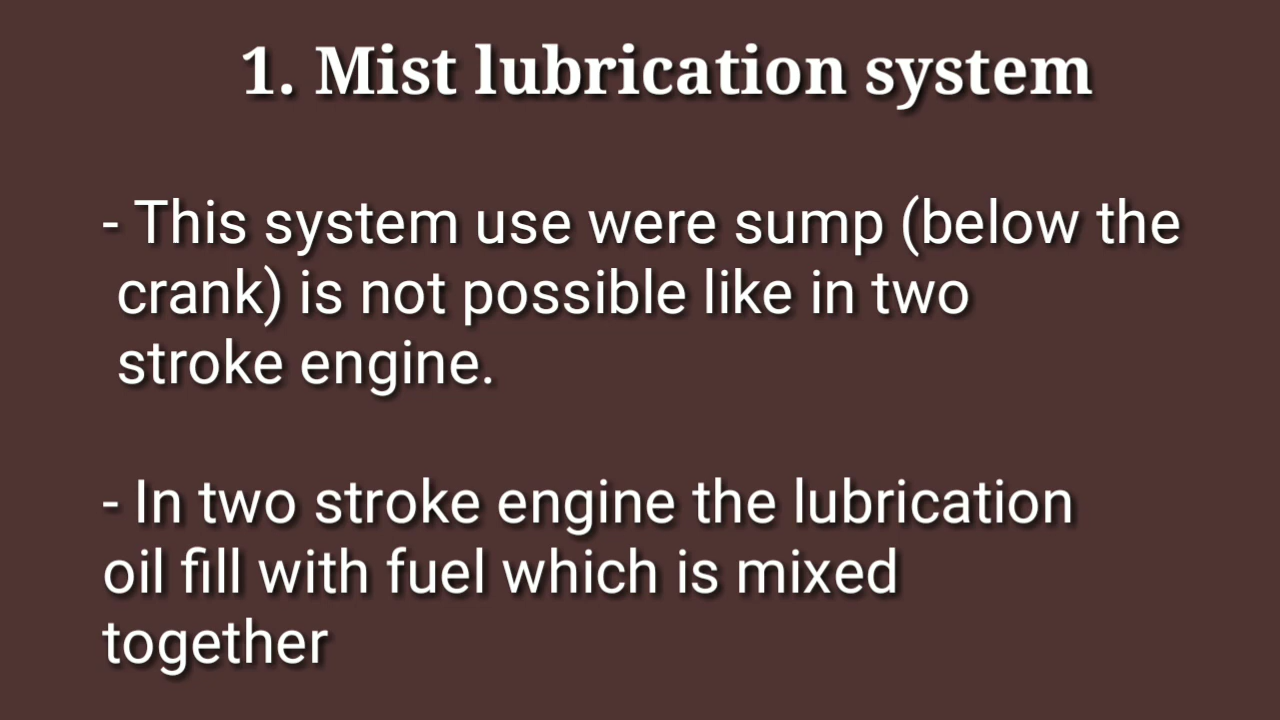 1. Mist lubrication system
- This system use were sump (below the
crank) is not possible like in two
stroke engine.
- In two stroke engine the lubrication
oil fill with fuel which is mixed
together